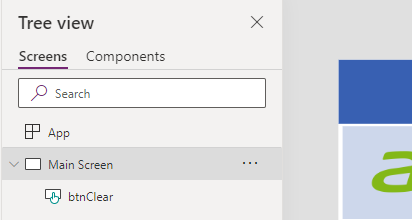 Tree view
Screens Components
Search
App
Main Screen
btnClear
a